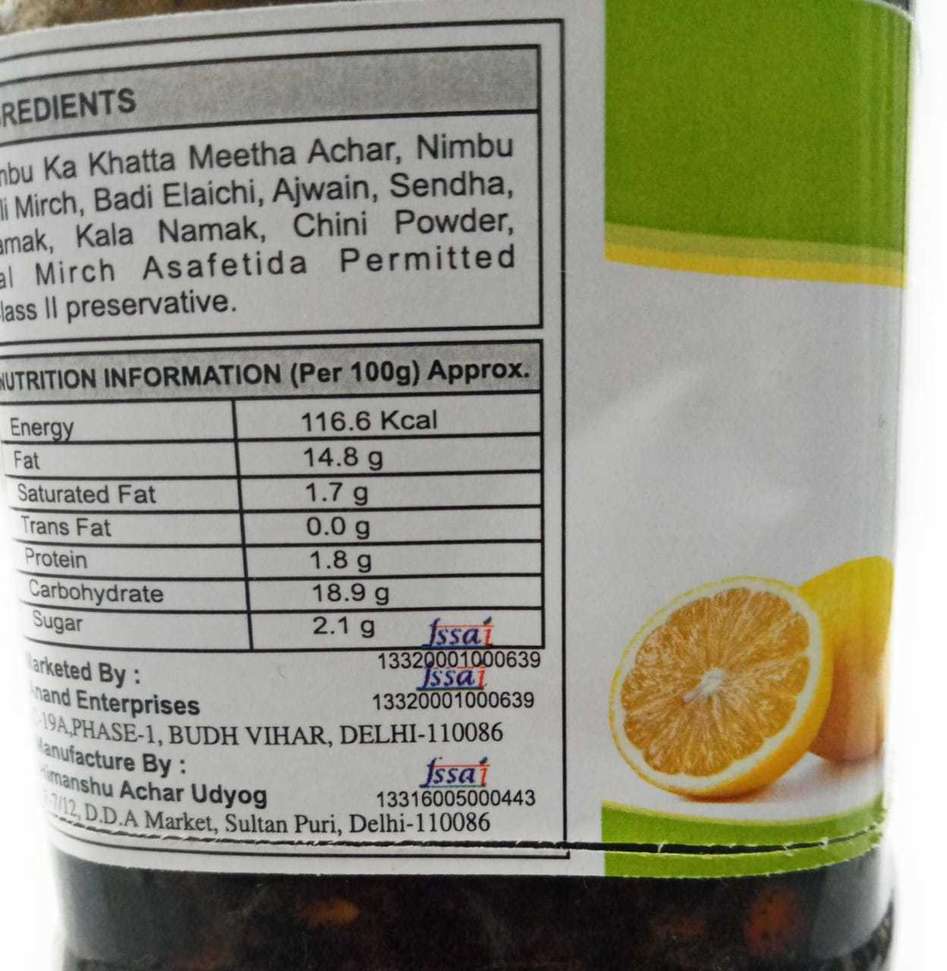 REDIENTS
Ka Khatta Meetha Achar, Nimbu
Mirch, Badi Elaichi, Ajwain, Sendha,
amak, Kala Namak, Chini Powder,
al Mirch Asafetida Permitted
lass II preservative.
NUTRITION INFORMATION (Per 100g) Approx.
Energy 116.6 Kcal
Fat 14.8 g
Saturated Fat 1.7 g
Trans Fat 0.0 g
Protein 1.8 g
Carbohydrate 18.9 g
Sugar 2.1 g
fssai
13320001000639
fssai
arketed By :
13320001000639
nand Enterprises
-19A,PHASE-1, BUDH VIHAR, DELHI-110086
anufacture By :
fssai
imanshu Achar Udyog
13316005000443
-7/12, D.D.A Market, Sultan Puri, Delhi-110086